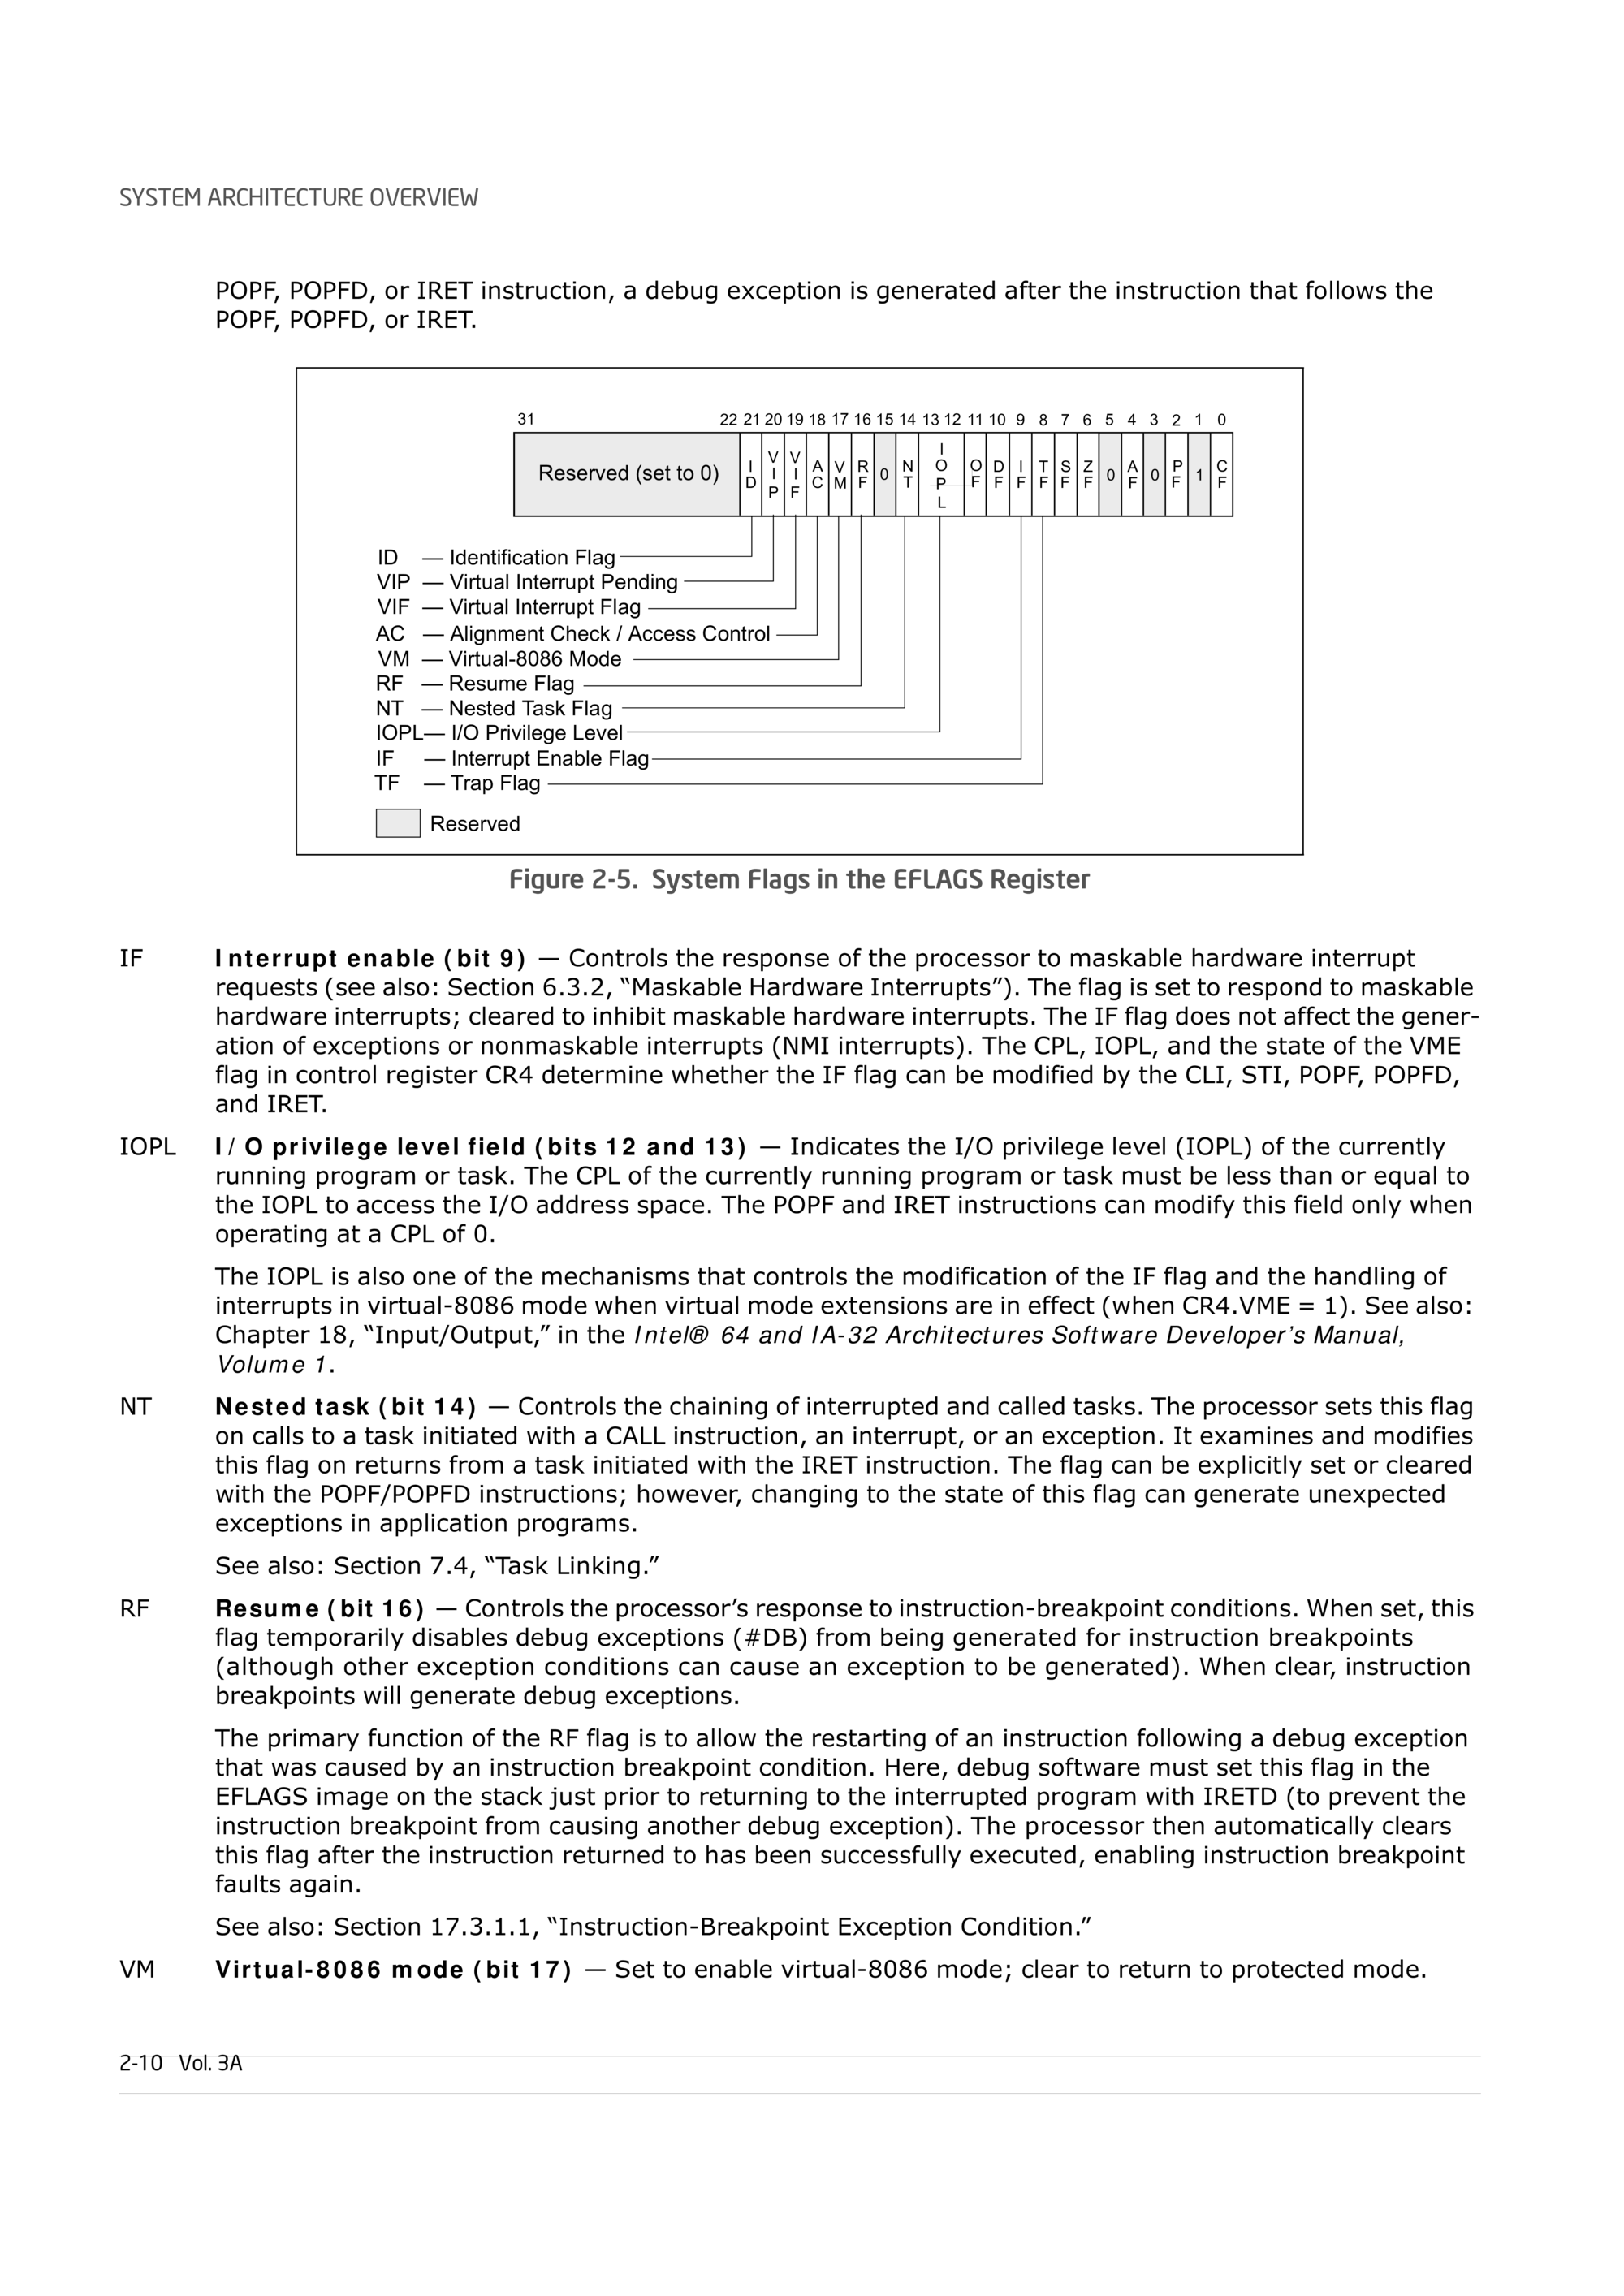 SYSTEM ARCHITECTURE OVERVIEW
POPF, POPFD, or IRET instruction, a debug exception is generated after the instruction that follows the
POPF, POPFD, or IRET.
31 22 21 20 19 18 17 16 15 14 13 12 11 10 9 8 7 6 5 4 3 2 1 0
Reserved (set to 0) ID VIP VIF AC VM RF 0 NT IOPL OF DF IF TF SF ZF 0 AF 0 PF 1 CF
ID — Identification Flag
VIP — Virtual Interrupt Pending
VIF — Virtual Interrupt Flag
AC — Alignment Check / Access Control
VM — Virtual-8086 Mode
RF — Resume Flag
NT — Nested Task Flag
IOPL— I/O Privilege Level
IF — Interrupt Enable Flag
TF — Trap Flag
Reserved
Figure 2-5. System Flags in the EFLAGS Register
IF Interrupt enable (bit 9) — Controls the response of the processor to maskable hardware interrupt
requests (see also: Section 6.3.2, “Maskable Hardware Interrupts”). The flag is set to respond to maskable
hardware interrupts; cleared to inhibit maskable hardware interrupts. The IF flag does not affect the gener-
ation of exceptions or nonmaskable interrupts (NMI interrupts). The CPL, IOPL, and the state of the VME
flag in control register CR4 determine whether the IF flag can be modified by the CLI, STI, POPF, POPFD,
and IRET.
IOPL I/O privilege level field (bits 12 and 13) — Indicates the I/O privilege level (IOPL) of the currently
running program or task. The CPL of the currently running program or task must be less than or equal to
the IOPL to access the I/O address space. The POPF and IRET instructions can modify this field only when
operating at a CPL of 0.
The IOPL is also one of the mechanisms that controls the modification of the IF flag and the handling of
interrupts in virtual-8086 mode when virtual mode extensions are in effect (when CR4.VME = 1). See also:
Chapter 18, “Input/Output,” in the Intel® 64 and IA-32 Architectures Software Developer’s Manual,
Volume 1.
NT Nested task (bit 14) — Controls the chaining of interrupted and called tasks. The processor sets this flag
on calls to a task initiated with a CALL instruction, an interrupt, or an exception. It examines and modifies
this flag on returns from a task initiated with the IRET instruction. The flag can be explicitly set or cleared
with the POPF/POPFD instructions; however, changing to the state of this flag can generate unexpected
exceptions in application programs.
See also: Section 7.4, “Task Linking.”
RF Resume (bit 16) — Controls the processor’s response to instruction-breakpoint conditions. When set, this
flag temporarily disables debug exceptions (#DB) from being generated for instruction breakpoints
(although other exception conditions can cause an exception to be generated). When clear, instruction
breakpoints will generate debug exceptions.
The primary function of the RF flag is to allow the restarting of an instruction following a debug exception
that was caused by an instruction breakpoint condition. Here, debug software must set this flag in the
EFLAGS image on the stack just prior to returning to the interrupted program with IRETD (to prevent the
instruction breakpoint from causing another debug exception). The processor then automatically clears
this flag after the instruction returned to has been successfully executed, enabling instruction breakpoint
faults again.
See also: Section 17.3.1.1, “Instruction-Breakpoint Exception Condition.”
VM Virtual-8086 mode (bit 17) — Set to enable virtual-8086 mode; clear to return to protected mode.
2-10 Vol. 3A